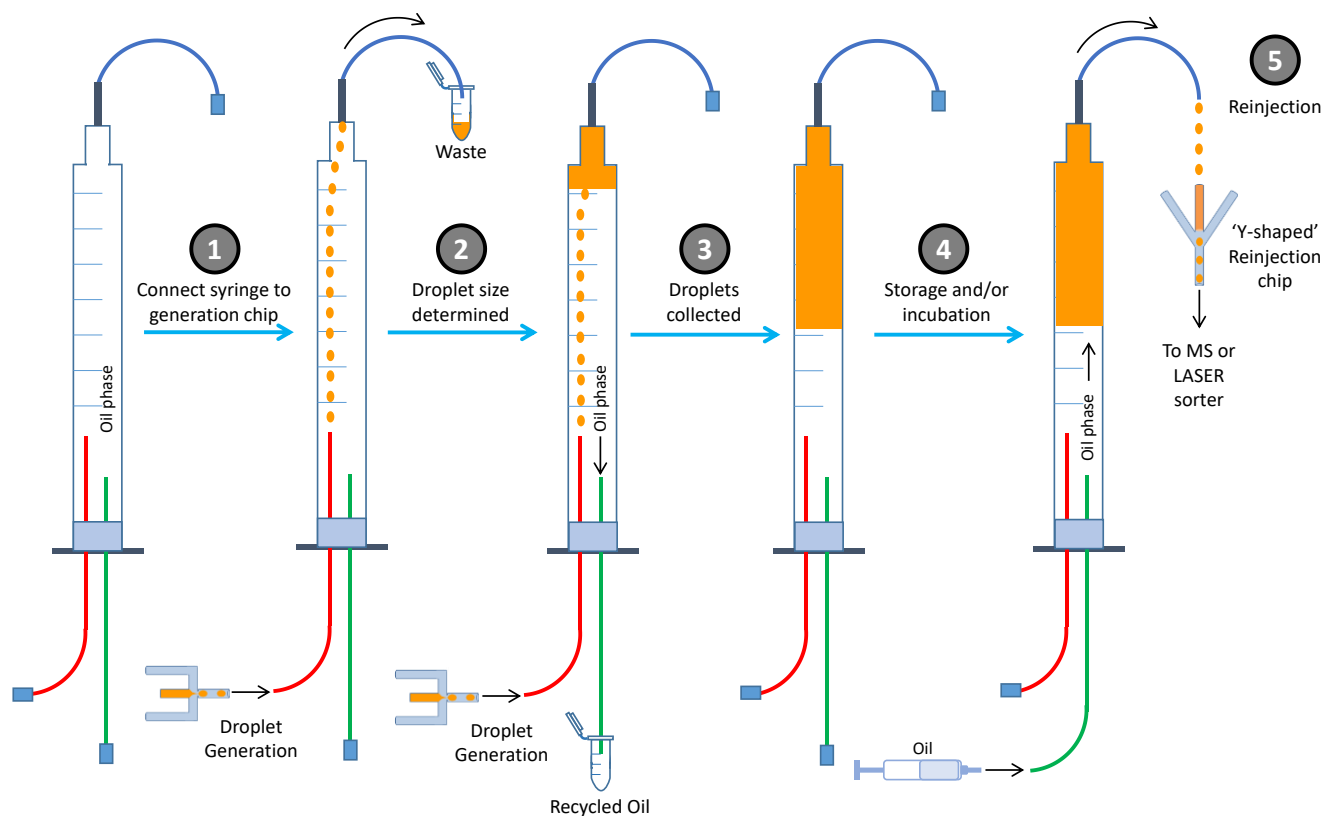 5
Reinjection
Waste
1
Connect syringe to
generation chip
2
Droplet size
determined
3
Droplets
collected
4
Storage and/or
incubation
‘Y-shaped’
Reinjection
chip
To MS or
LASER
sorter
Oil phase
Oil phase
Oil phase
Droplet
Generation
Droplet
Generation
Oil
Recycled Oil